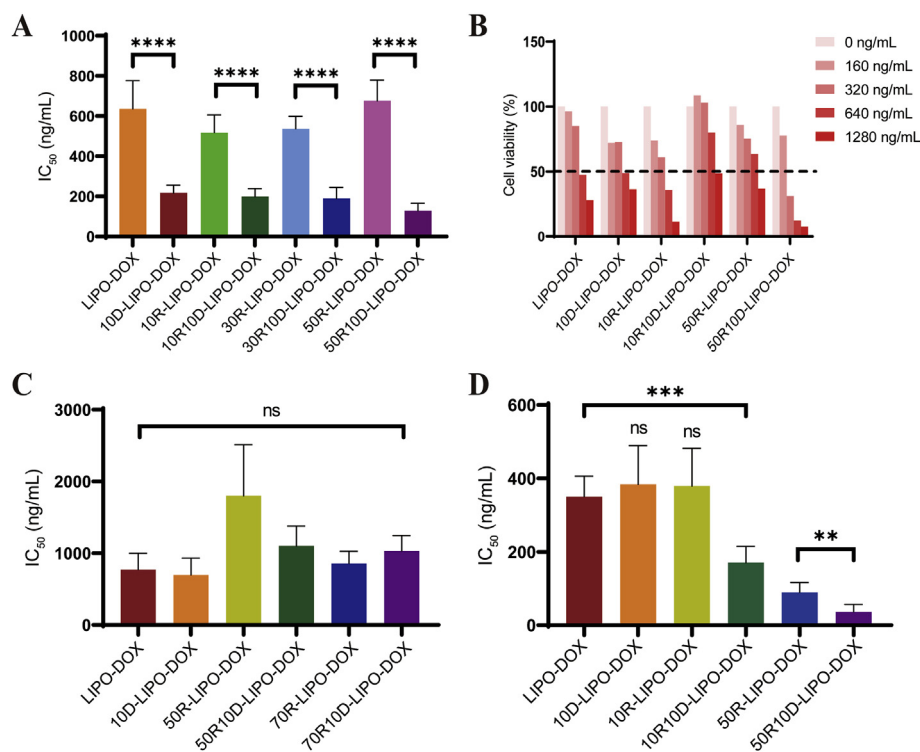 A
IC50 (ng/mL)
1000
800
600
400
200
0
****
****
****
****
LIPO-DOX
10D-LIPO-DOX
10R-LIPO-DOX
10R10D-LIPO-DOX
30R-LIPO-DOX
30R10D-LIPO-DOX
50R-LIPO-DOX
50R10D-LIPO-DOX
B
Cell viability (%)
150
100
50
0
0 ng/mL
160 ng/mL
320 ng/mL
640 ng/mL
1280 ng/mL
LIPO-DOX
10D-LIPO-DOX
10R-LIPO-DOX
10R10D-LIPO-DOX
50R-LIPO-DOX
50R10D-LIPO-DOX
C
IC50 (ng/mL)
3000
2000
1000
0
ns
LIPO-DOX
10D-LIPO-DOX
50R-LIPO-DOX
50R10D-LIPO-DOX
70R-LIPO-DOX
70R10D-LIPO-DOX
D
IC50 (ng/mL)
600
400
200
0
***
ns
ns
**
LIPO-DOX
10D-LIPO-DOX
10R-LIPO-DOX
10R10D-LIPO-DOX
50R-LIPO-DOX
50R10D-LIPO-DOX